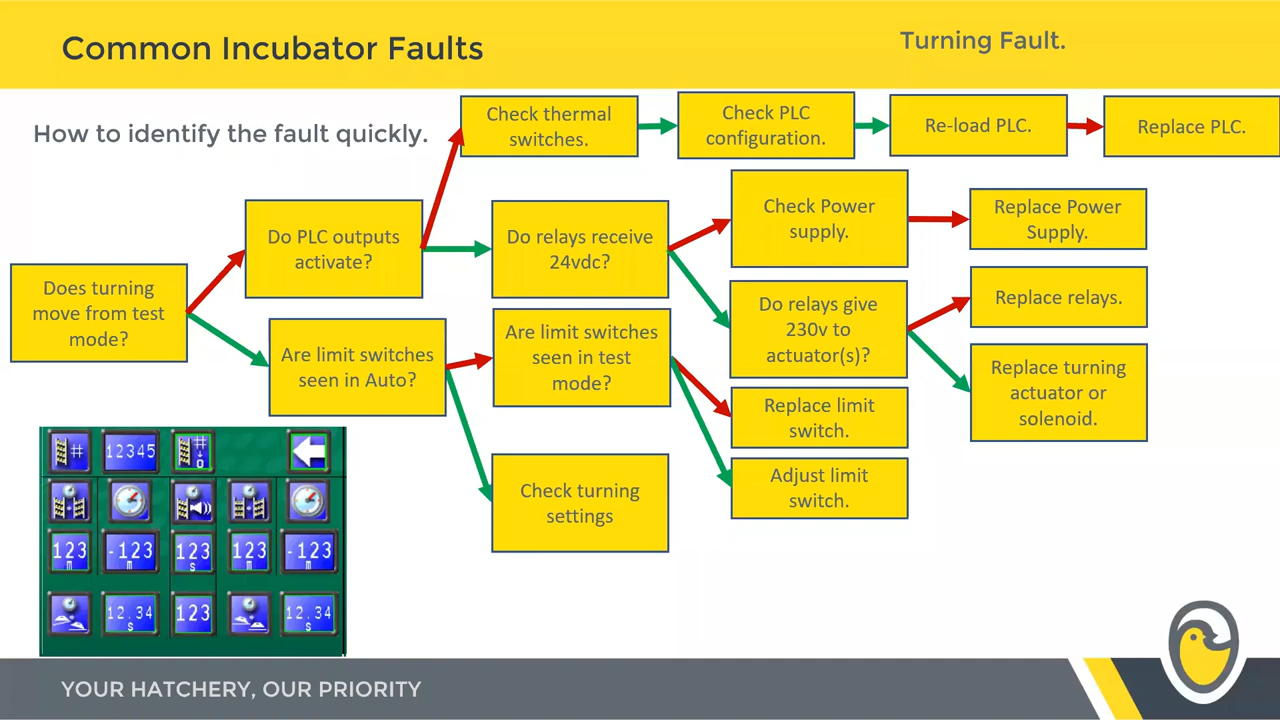 Common Incubator Faults
Turning Fault.
How to identify the fault quickly.
Check thermal
switches.
Check PLC
configuration.
Re-load PLC.
Replace PLC.
Do PLC outputs
activate?
Do relays receive
24vdc?
Check Power
supply.
Replace Power
Supply.
Does turning
move from test
mode?
Are limit switches
seen in Auto?
Are limit switches
seen in test
mode?
Do relays give
230v to
actuator(s)?
Replace relays.
Replace turning
actuator or
solenoid.
Replace limit
switch.
Adjust limit
switch.
Check turning
settings
# 12345 # 0
123 m -123 m 123 s 123 m -123 m
12.34 s 123 12.34 s
YOUR HATCHERY, OUR PRIORITY